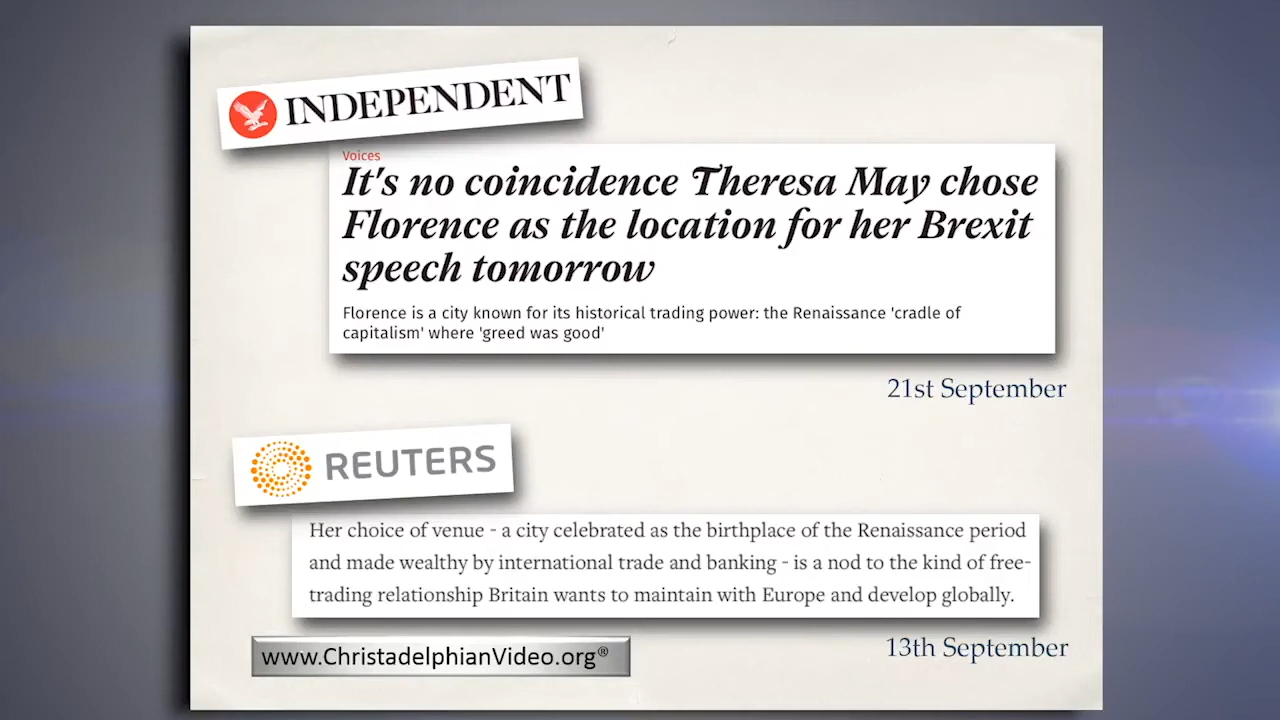 INDEPENDENT
Voices
It's no coincidence Theresa May chose
Florence as the location for her Brexit
speech tomorrow
Florence is a city known for its historical trading power: the Renaissance 'cradle of
capitalism' where 'greed was good'
21st September
REUTERS
Her choice of venue - a city celebrated as the birthplace of the Renaissance period
and made wealthy by international trade and banking - is a nod to the kind of free-
trading relationship Britain wants to maintain with Europe and develop globally.
www.ChristadelphianVideo.org®
13th September